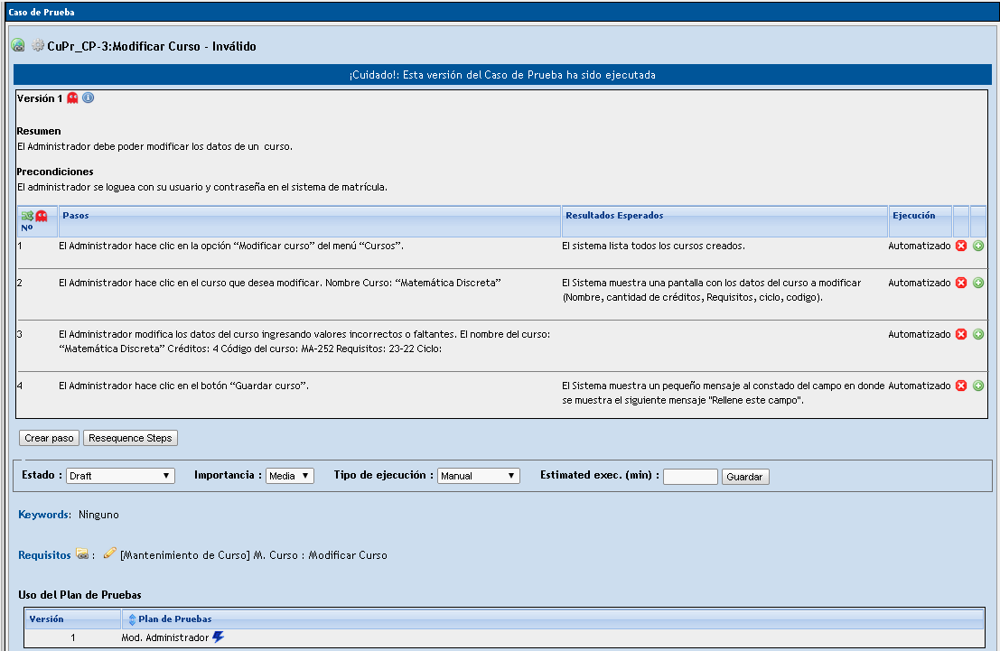 Caso de Prueba
CuPr_CP-3:Modificar Curso - Inválido
¡Cuidado!: Esta versión del Caso de Prueba ha sido ejecutada
Versión 1
Resumen
El Administrador debe poder modificar los datos de un curso.
Precondiciones
El administrador se loguea con su usuario y contraseña en el sistema de matrícula.
Nº Pasos Resultados Esperados Ejecución
1 El Administrador hace clic en la opción “Modificar curso” del menú “Cursos”. El sistema lista todos los cursos creados. Automatizado
2 El Administrador hace clic en el curso que desea modificar. Nombre Curso: “Matemática Discreta” El Sistema muestra una pantalla con los datos del curso a modificar Automatizado
(Nombre, cantidad de créditos, Requisitos, ciclo, codigo).
3 El Administrador modifica los datos del curso ingresando valores incorrectos o faltantes. El nombre del curso: Automatizado
“Matemática Discreta” Créditos: 4 Código del curso: MA-252 Requisitos: 23-22 Ciclo:
4 El Administrador hace clic en el botón “Guardar curso”. El Sistema muestra un pequeño mensaje al constado del campo en donde Automatizado
se muestra el siguiente mensaje "Rellene este campo".
Crear paso Resequence Steps
Estado : Draft Importancia : Media Tipo de ejecución : Manual Estimated exec. (min) : Guardar
Keywords: Ninguno
Requisitos : [Mantenimiento de Curso] M. Curso : Modificar Curso
Uso del Plan de Pruebas
Versión Plan de Pruebas
1 Mod. Administrador